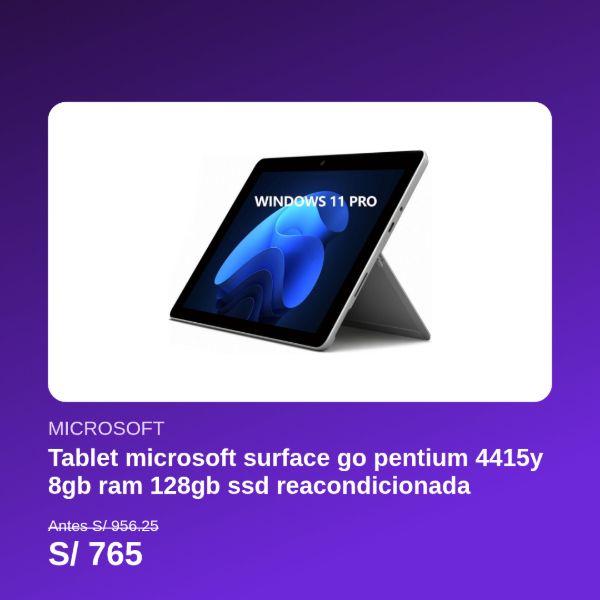 WINDOWS 11 PRO
MICROSOFT
Tablet microsoft surface go pentium 4415y
8gb ram 128gb ssd reacondicionada
Antes S/ 956.25
S/ 765